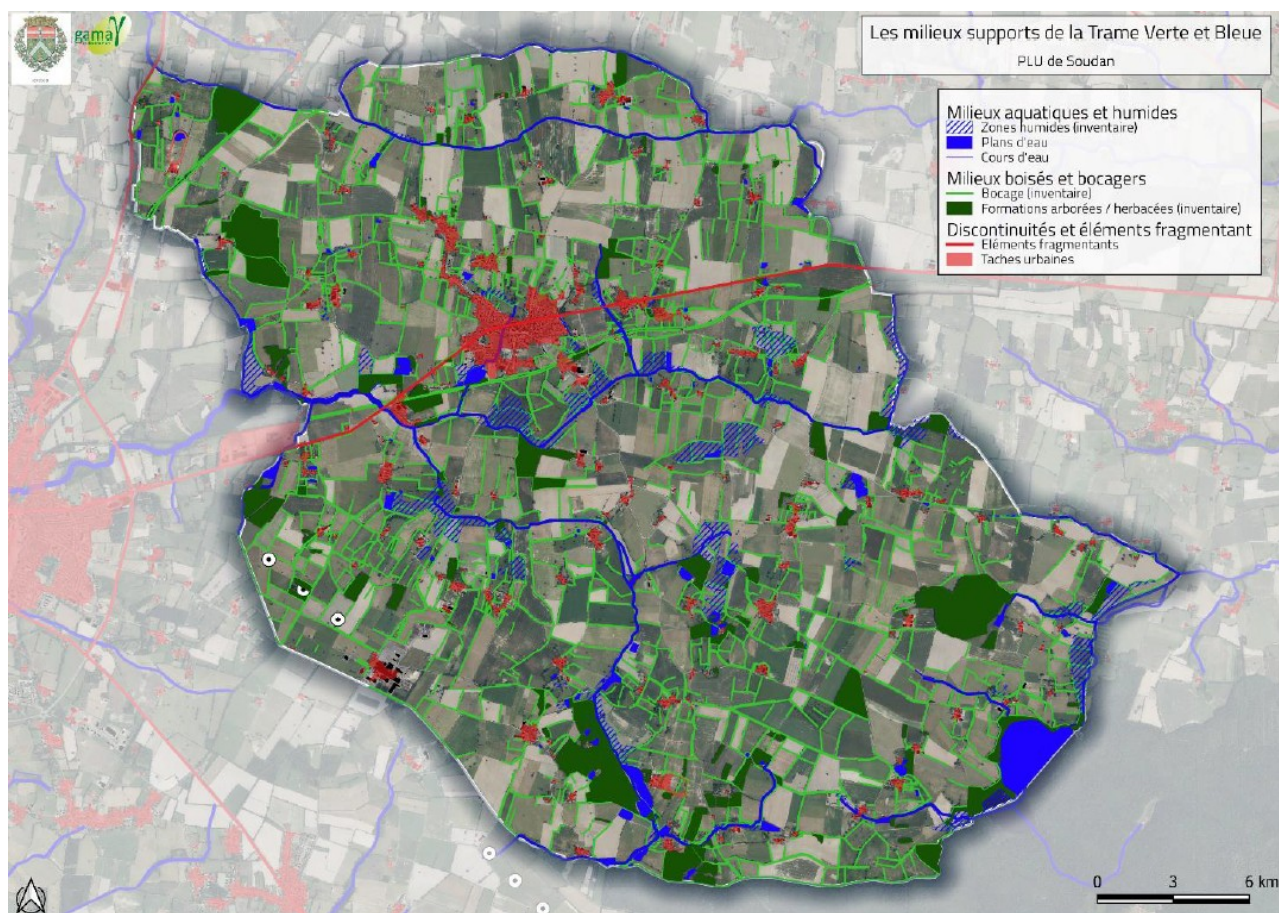 gama
Les milieux supports de la Trame Verte et Bleue
PLU de Soudan
Milieux aquatiques et humides
Zones humides (inventaire)
Plans d'eau
Cours d'eau
Milieux boisés et bocagers
Bocage (inventaire)
Formations arborées / herbacées (inventaire)
Discontinuités et éléments fragmentant
Eléments fragmentants
Taches urbaines
0 3 6 km